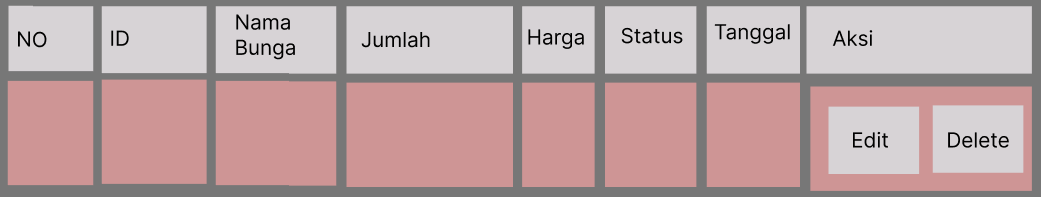 NO
ID
Nama
Bunga
Jumlah
Harga
Status
Tanggal
Aksi
Edit
Delete